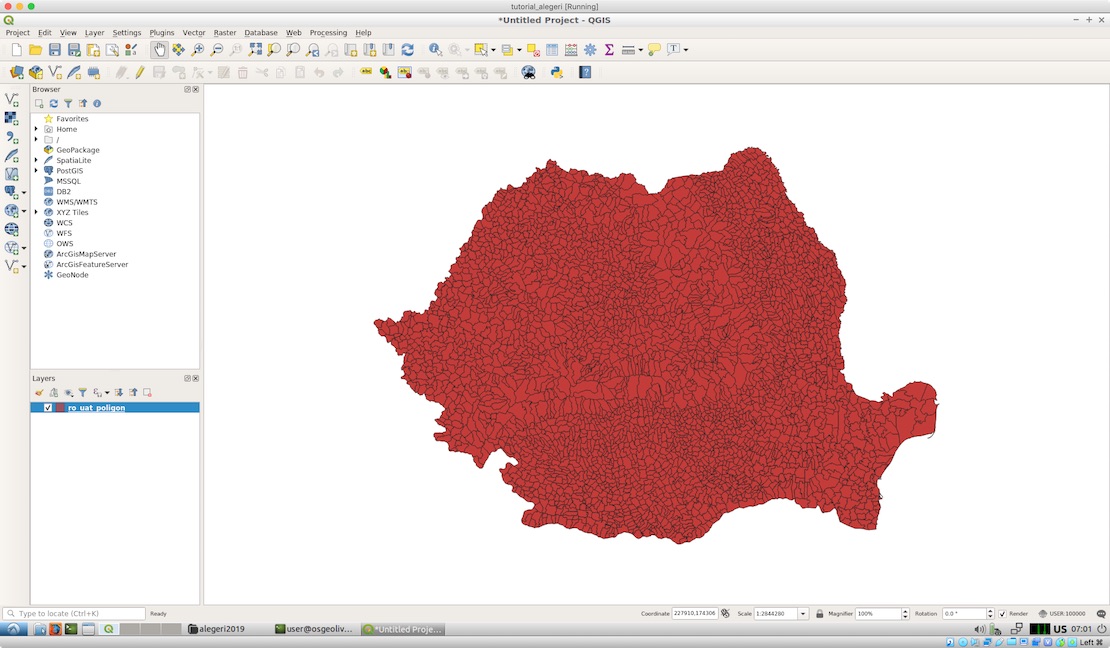 tutorial_alegeri [Running]
*Untitled Project - QGIS
Project Edit View Layer Settings Plugins Vector Raster Database Web Processing Help
Browser
Favorites
Home
/
GeoPackage
SpatiaLite
PostGIS
MSSQL
DB2
WMS/WMTS
XYZ Tiles
WCS
WFS
OWS
ArcGisMapServer
ArcGisFeatureServer
GeoNode
Layers
ro_uat_poligon
Type to locate (Ctrl+K) Ready Coordinate 227910,174306 Scale 1:2844280 Magnifier 100% Rotation 0.0 ° Render USER:100000
alegeri2019 user@osgeoliv... *Untitled Proje... US 07:01
Left ⌘